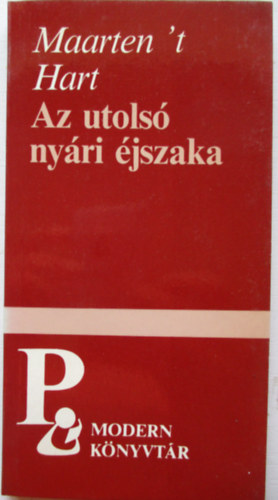 Maarten 't
Hart
Az utolsó
nyári éjszaka
P
MODERN
KÖNYVTÁR